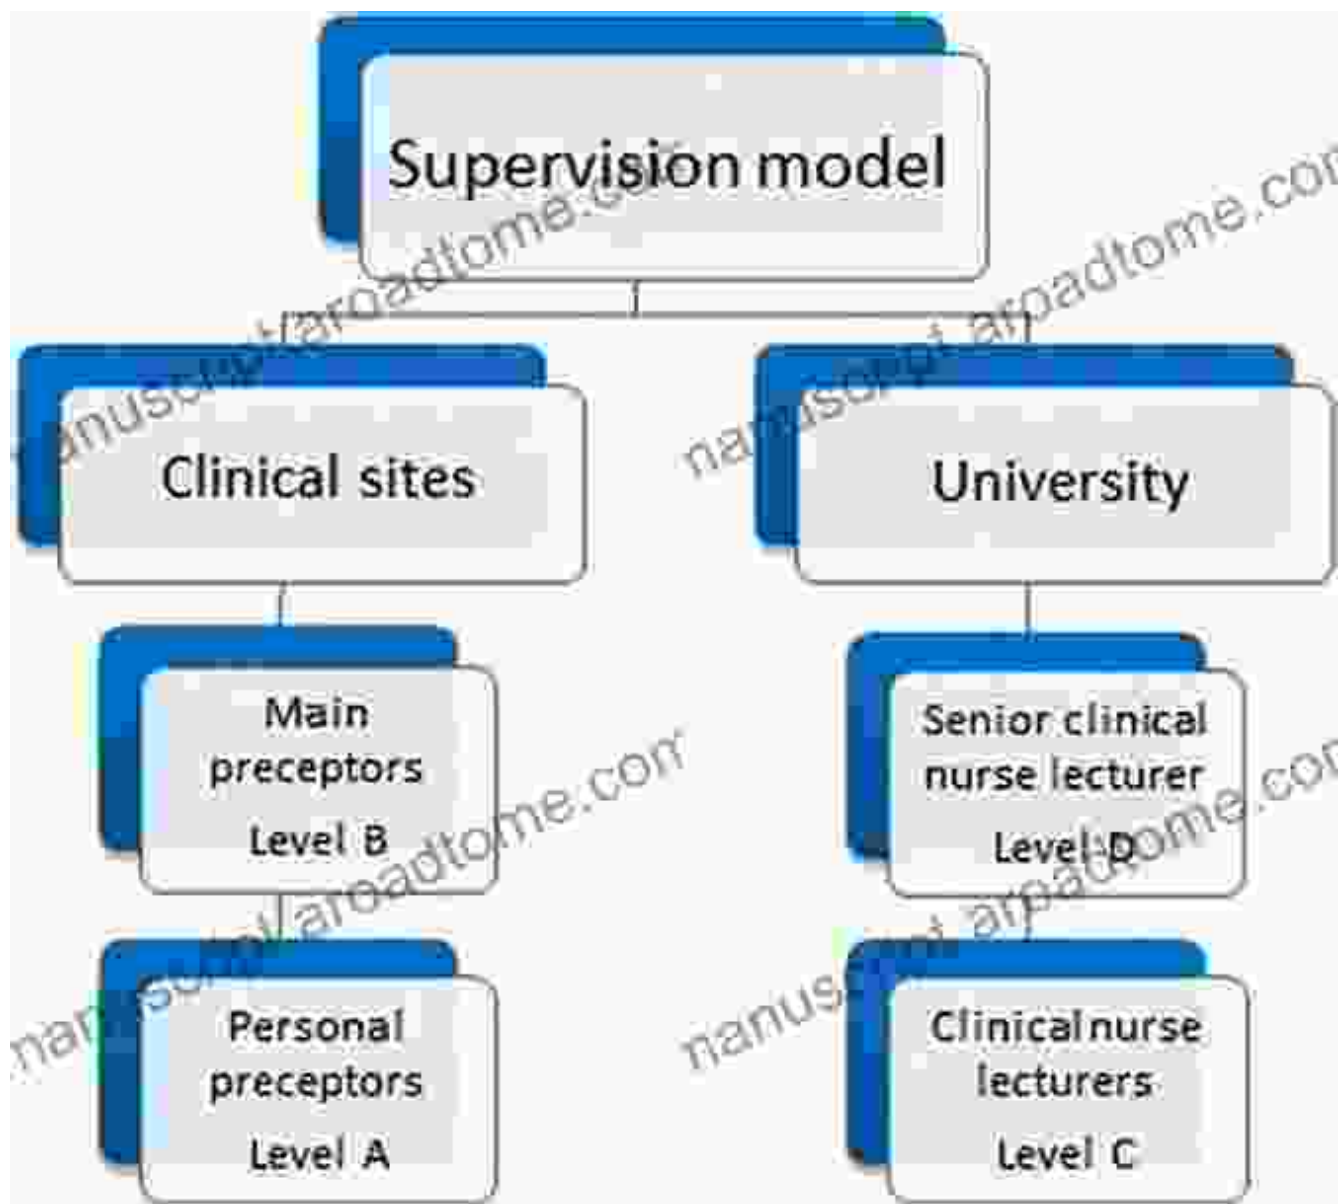 Supervision model
Clinical sites
University
Main
preceptors
Level B
Senior clinical
nurse lecturer
Level D
Personal
preceptors
Level A
Clinical nurse
lecturers
Level C